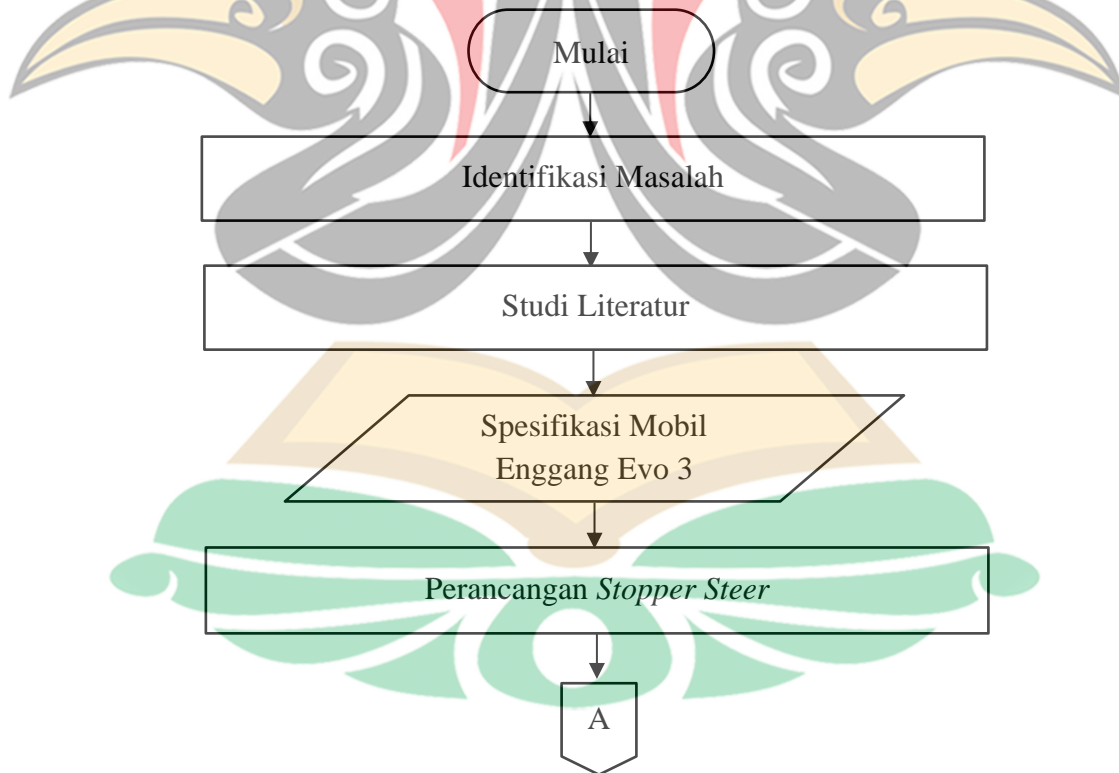 Mulai
Identifikasi Masalah
Studi Literatur
Spesifikasi Mobil
Enggang Evo 3
Perancangan Stopper Steer
A